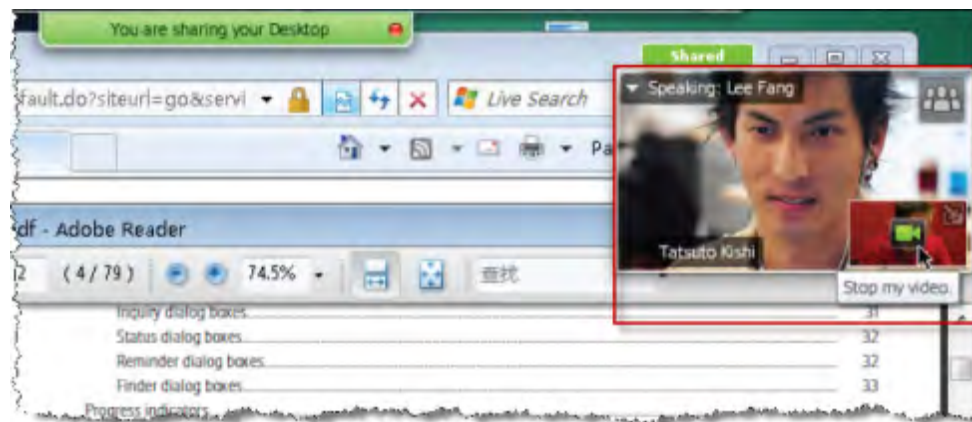 You are sharing your Desktop
Shared
fault.do?siteurl=go&servi
Live Search
Speaking: Lee Fang
Pa
df - Adobe Reader
Tatsuto Kishi
2 (4 / 79) 74.5% 查找
Stop my video.
Inquiry dialog boxes 31
Status dialog boxes 32
Reminder dialog boxes 32
Finder dialog boxes 33
Progress indicators